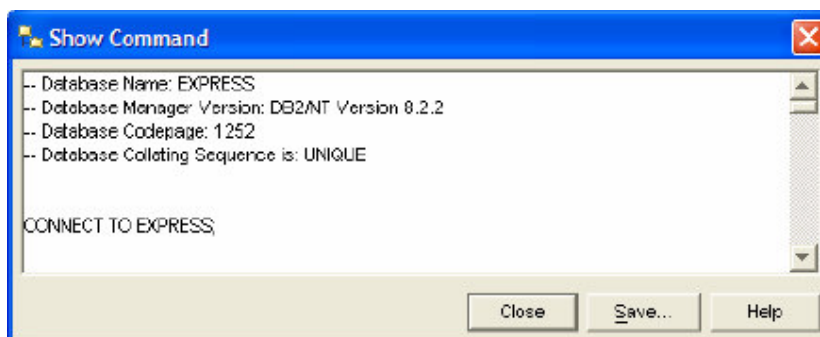 Show Command
-- Database Name: EXPRESS
-- Database Manager Version: DB2/NT Version 8.2.2
-- Database Codepage: 1252
-- Database Collating Sequence is: UNIQUE
CONNECT TO EXPRESS;
Close Save... Help